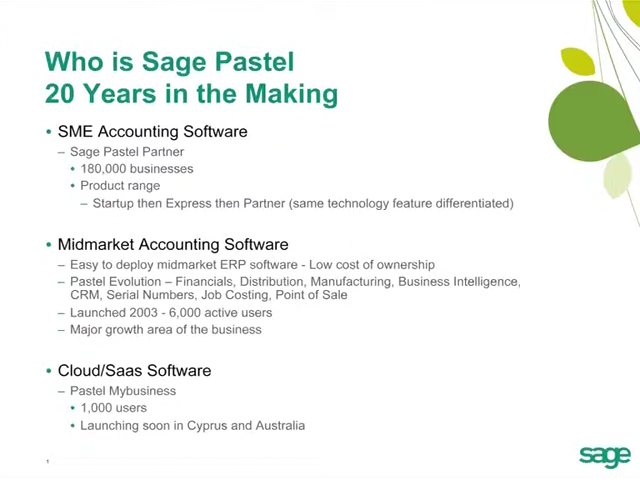 Who is Sage Pastel
20 Years in the Making
• SME Accounting Software
– Sage Pastel Partner
• 180,000 businesses
• Product range
– Startup then Express then Partner (same technology feature differentiated)
• Midmarket Accounting Software
– Easy to deploy midmarket ERP software - Low cost of ownership
– Pastel Evolution – Financials, Distribution, Manufacturing, Business Intelligence,
CRM, Serial Numbers, Job Costing, Point of Sale
– Launched 2003 - 6,000 active users
– Major growth area of the business
• Cloud/Saas Software
– Pastel Mybusiness
• 1,000 users
• Launching soon in Cyprus and Australia
1
sage